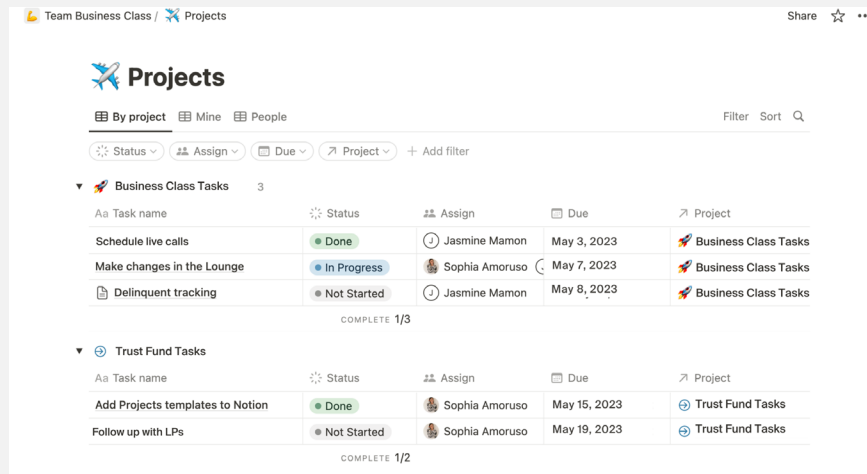 Team Business Class / Projects Share
Projects
By project Mine People Filter Sort
Status Assign Due Project + Add filter
Business Class Tasks 3
Aa Task name Status Assign Due Project
Schedule live calls Done J Jasmine Mamon May 3, 2023 Business Class Tasks
Make changes in the Lounge In Progress Sophia Amoruso May 7, 2023 Business Class Tasks
Delinquent tracking Not Started J Jasmine Mamon May 8, 2023 Business Class Tasks
COMPLETE 1/3
Trust Fund Tasks
Aa Task name Status Assign Due Project
Add Projects templates to Notion Done Sophia Amoruso May 15, 2023 Trust Fund Tasks
Follow up with LPs Not Started Sophia Amoruso May 19, 2023 Trust Fund Tasks
COMPLETE 1/2